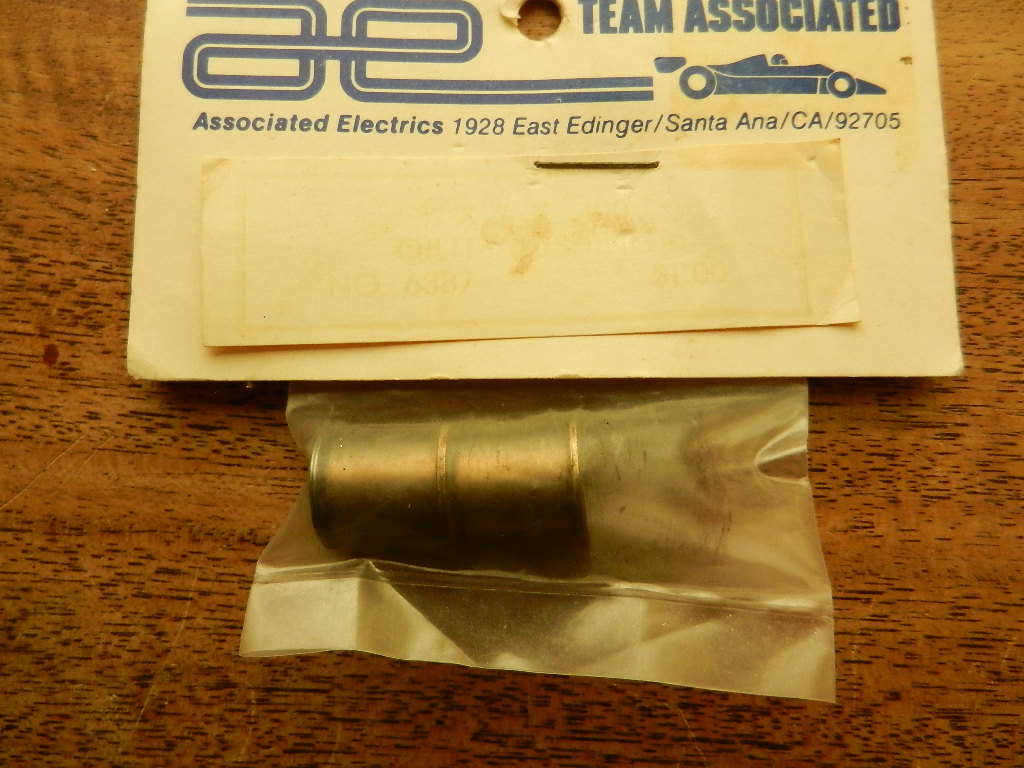 TEAM ASSOCIATED
Associated Electrics 1928 East Edinger/Santa Ana/CA/92705